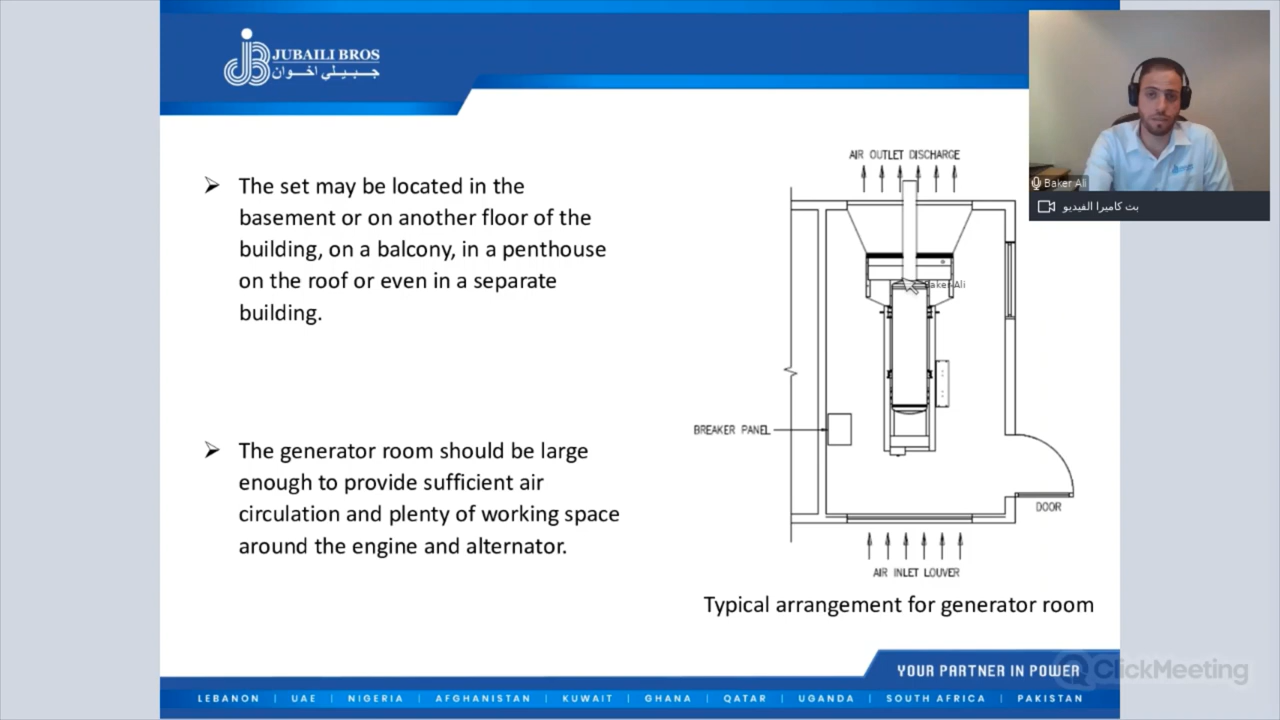 JUBAILI BROS
جبيلي اخوان
The set may be located in the
basement or on another floor of the
building, on a balcony, in a penthouse
on the roof or even in a separate
building.
The generator room should be large
enough to provide sufficient air
circulation and plenty of working space
around the engine and alternator.
AIR OUTLET DISCHARGE
Baker Ali
BREAKER PANEL
DOOR
AIR INLET LOUVER
Typical arrangement for generator room
Baker Ali
بث كاميرا الفيديو
YOUR PARTNER IN POWER
ClickMeeting
LEBANON | UAE | NIGERIA | AFGHANISTAN | KUWAIT | GHANA | QATAR | UGANDA | SOUTH AFRICA | PAKISTAN